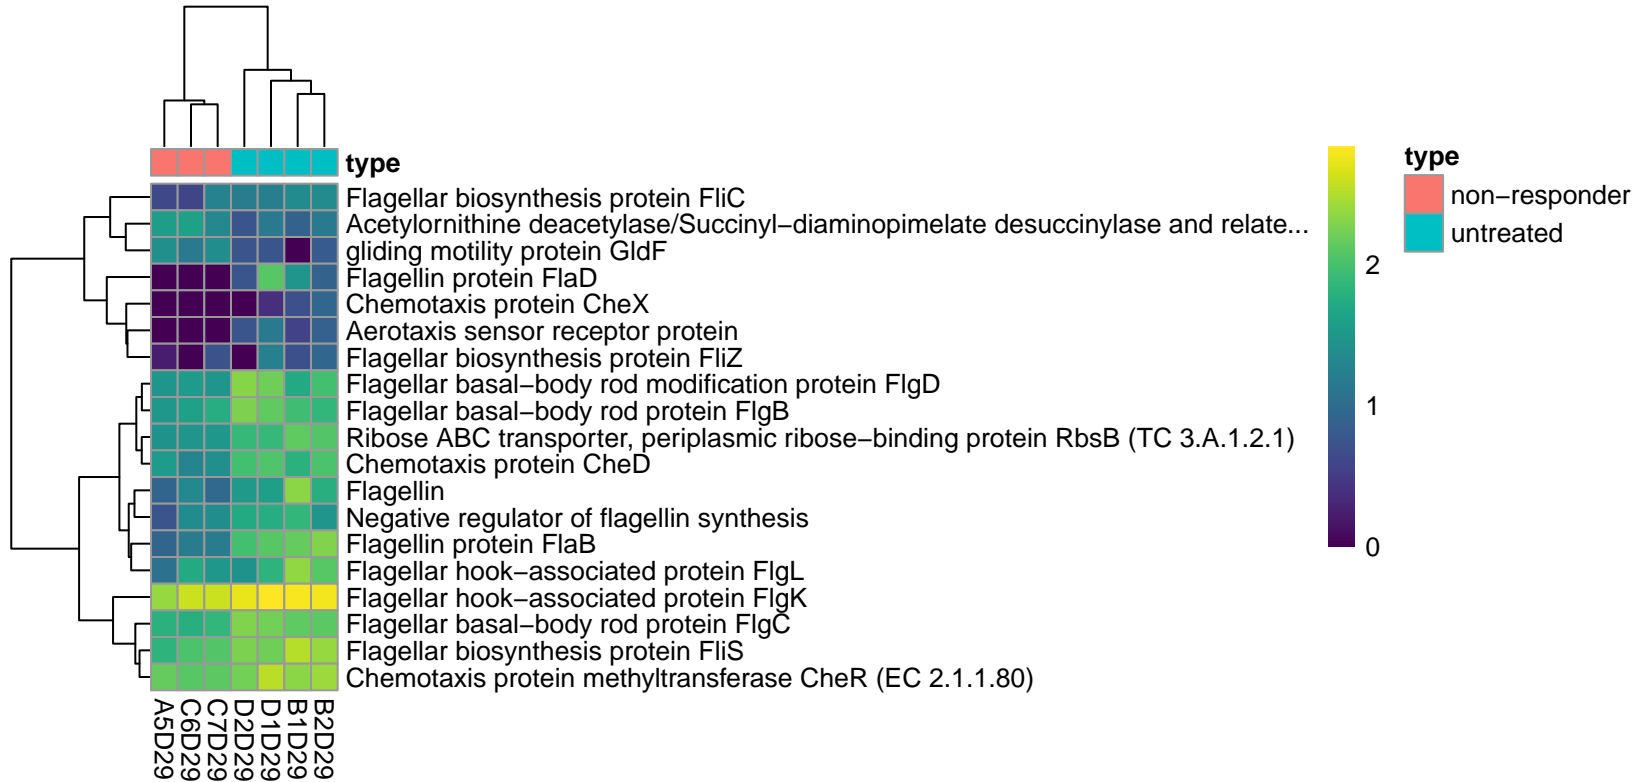 type
Flagellar biosynthesis protein FliC
Acetylornithine deacetylase/Succinyl−diaminopimelate desuccinylase and relate...
gliding motility protein GldF
Flagellin protein FlaD
Chemotaxis protein CheX
Aerotaxis sensor receptor protein
Flagellar biosynthesis protein FliZ
Flagellar basal−body rod modification protein FlgD
Flagellar basal−body rod protein FlgB
Ribose ABC transporter, periplasmic ribose−binding protein RbsB (TC 3.A.1.2.1)
Chemotaxis protein CheD
Flagellin
Negative regulator of flagellin synthesis
Flagellin protein FlaB
Flagellar hook−associated protein FlgL
Flagellar hook−associated protein FlgK
Flagellar basal−body rod protein FlgC
Flagellar biosynthesis protein FliS
Chemotaxis protein methyltransferase CheR (EC 2.1.1.80)
A5D29
C6D29
C7D29
D2D29
D1D29
B1D29
B2D29
2
1
0
type
non−responder
untreated